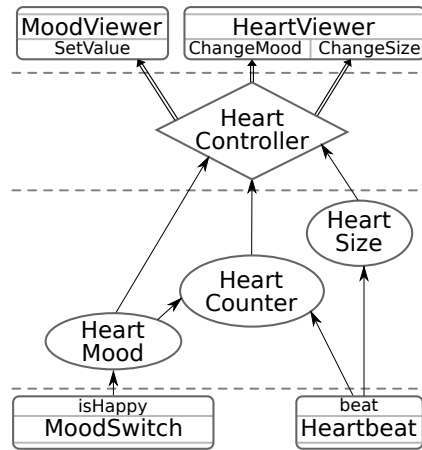 MoodViewer
SetValue
HeartViewer
ChangeMood ChangeSize
Heart
Controller
Heart
Size
Heart
Counter
Heart
Mood
isHappy
MoodSwitch
beat
Heartbeat